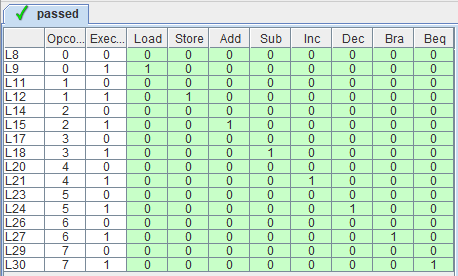 passed
Opco... Exec... Load Store Add Sub Inc Dec Bra Beq
L8 0 0 0 0 0 0 0 0 0 0
L9 0 1 1 0 0 0 0 0 0 0
L11 1 0 0 0 0 0 0 0 0 0
L12 1 1 0 1 0 0 0 0 0 0
L14 2 0 0 0 0 0 0 0 0 0
L15 2 1 0 0 1 0 0 0 0 0
L17 3 0 0 0 0 0 0 0 0 0
L18 3 1 0 0 0 1 0 0 0 0
L20 4 0 0 0 0 0 0 0 0 0
L21 4 1 0 0 0 0 1 0 0 0
L23 5 0 0 0 0 0 0 0 0 0
L24 5 1 0 0 0 0 0 1 0 0
L26 6 0 0 0 0 0 0 0 0 0
L27 6 1 0 0 0 0 0 0 1 0
L29 7 0 0 0 0 0 0 0 0 0
L30 7 1 0 0 0 0 0 0 0 1